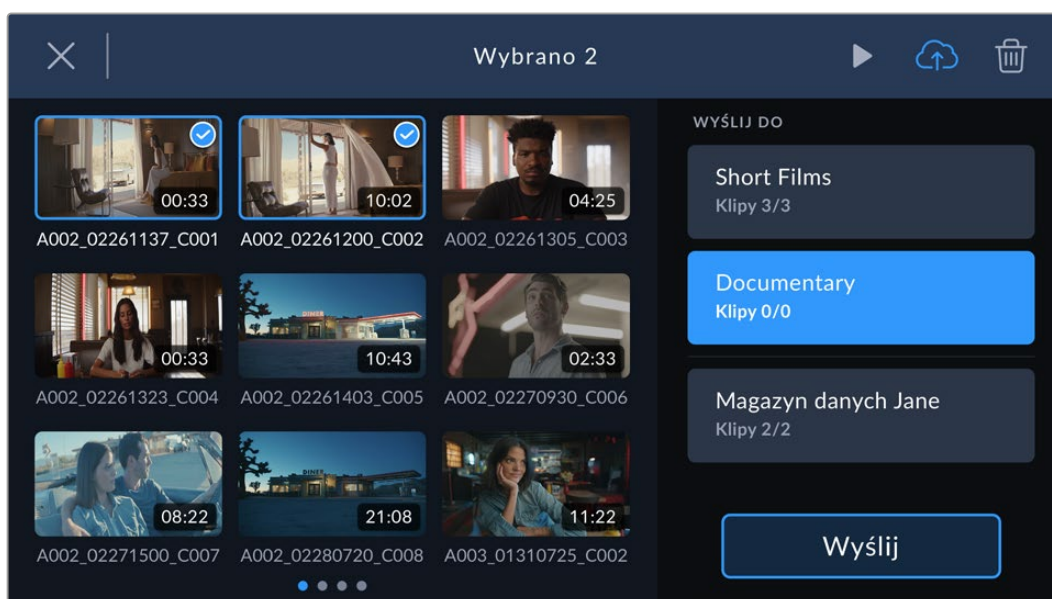 Wybrano 2
00:33
10:02
04:25
A002_02261137_C001
A002_02261200_C002
A002_02261305_C003
00:33
10:43
02:33
A002_02261323_C004
A002_02261403_C005
A002_02270930_C006
08:22
21:08
11:22
A002_02271500_C007
A002_02280720_C008
A003_01310725_C002
WYŚLIJ DO
Short Films
Klipy 3/3
Documentary
Klipy 0/0
Magazyn danych Jane
Klipy 2/2
Wyślij
DINER
DINER